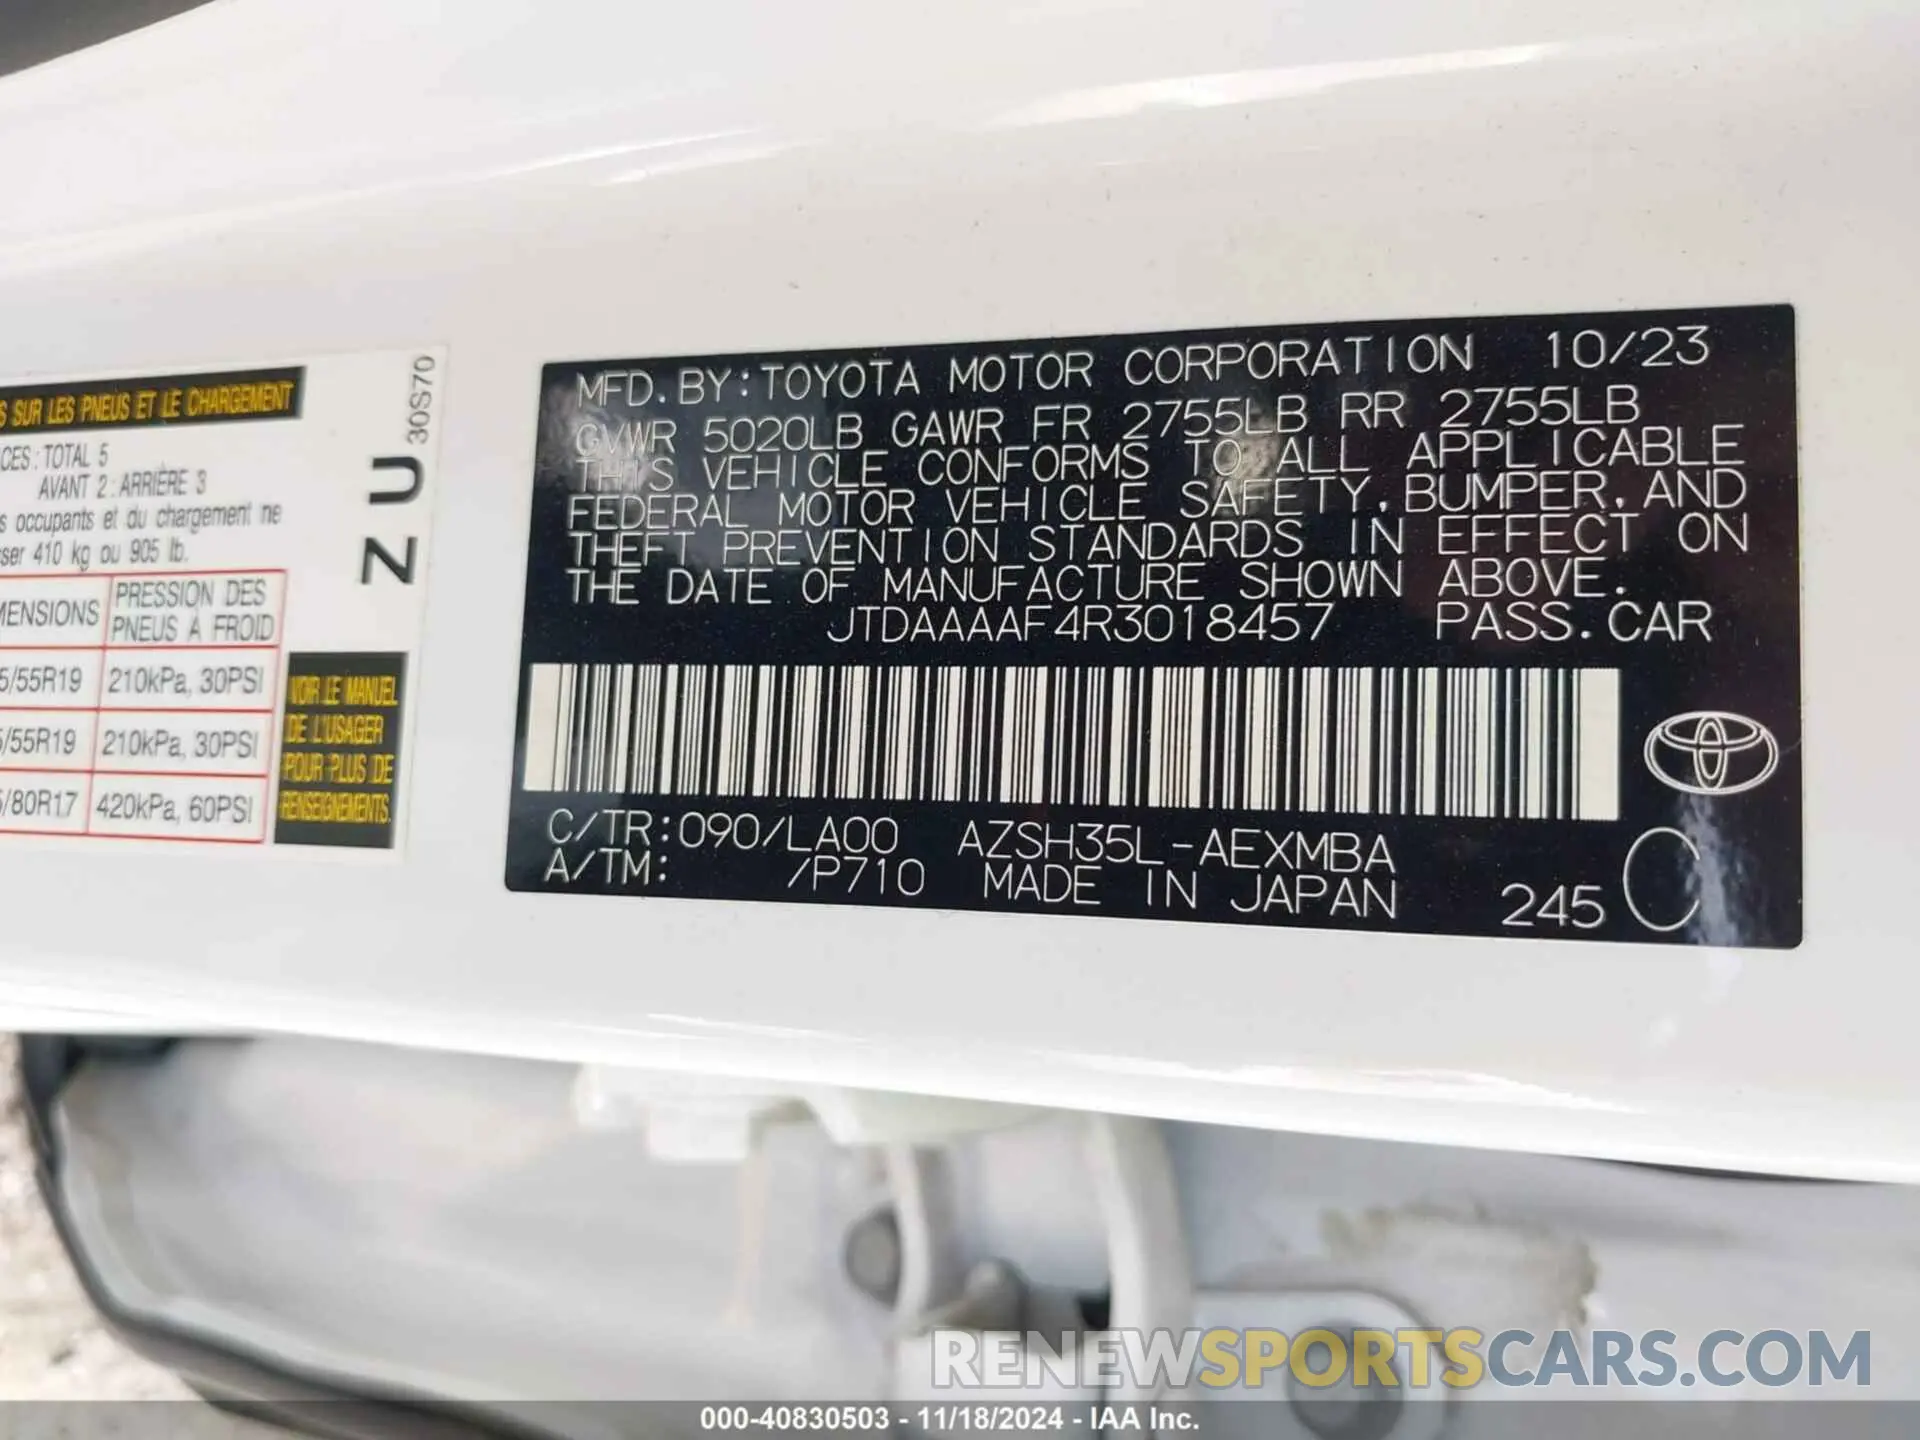 SUR LES PNEUS ET LE CHARGEMENT
TOTAL 5
AVANT 2 : ARRIÈRE 3
occupants et du chargement ne
410 kg ou 905 lb.
PRESSION DES
PNEUS À FROID
/55R19 210kPa, 30PSI
/55R19 210kPa, 30PSI
/80R17 420kPa, 60PSI
VOIR LE MANUEL
DE L'USAGER
POUR PLUS DE
RENSEIGNEMENTS.
ZU
30S70
MFD. BY:TOYOTA MOTOR CORPORATION 10/23
GVWR 5020LB GAWR FR 2755LB RR 2755LB
THIS VEHICLE CONFORMS TO ALL APPLICABLE
FEDERAL MOTOR VEHICLE SAFETY, BUMPER, AND
THEFT PREVENTION STANDARDS IN EFFECT ON
THE DATE OF MANUFACTURE SHOWN ABOVE.
JTDAAAAF4R3018457 PASS.CAR
C/TR:090/LA00 AZSH35L-AEXMBA
A/TM: /P710 MADE IN JAPAN 245 C
RENEWSPORTSCARS.COM
000-40830503 - 11/18/2024 - IAA Inc.